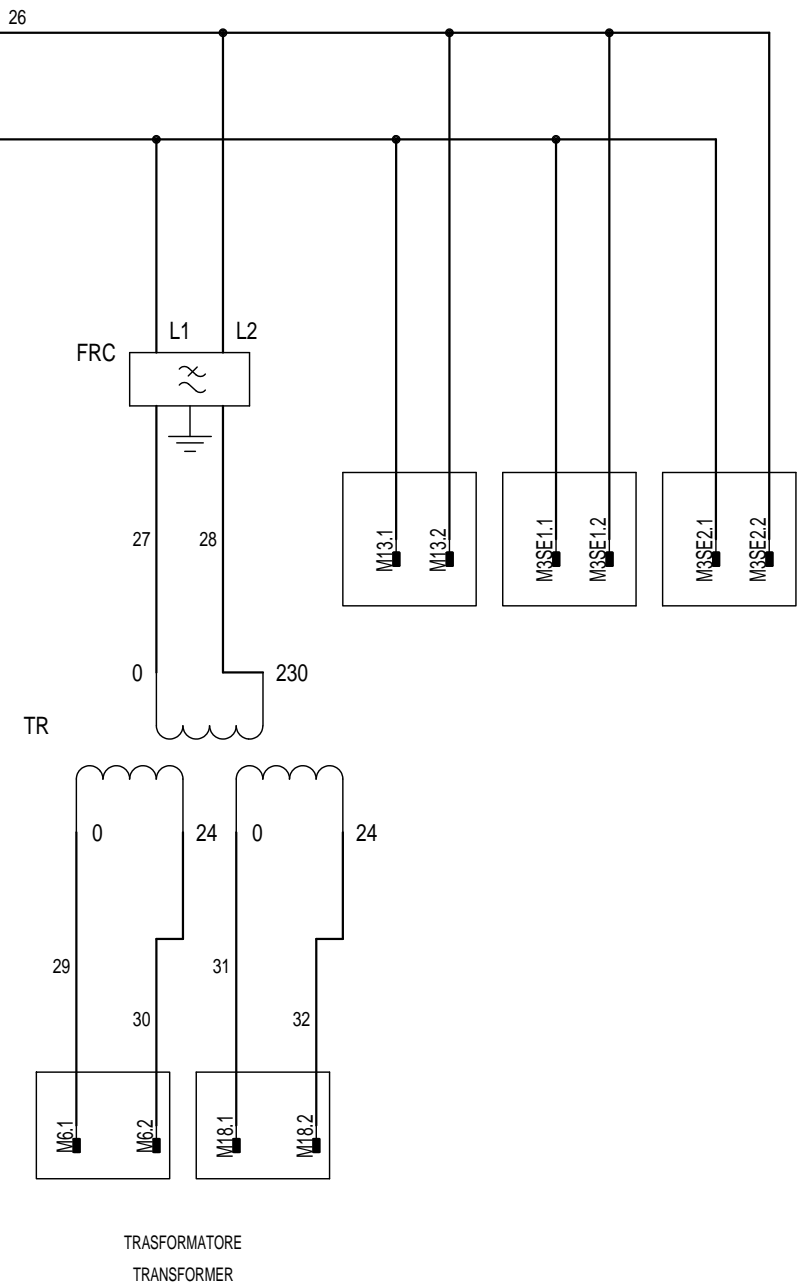 26
L1 L2
FRC
M13.1 M13.2 M3SE1.1 M3SE1.2 M3SE2.1 M3SE2.2
27 28
0 230
TR
0 24 0 24
29 31
30 32
M6.1 M6.2 M18.1 M18.2
TRASFORMATORE
TRANSFORMER